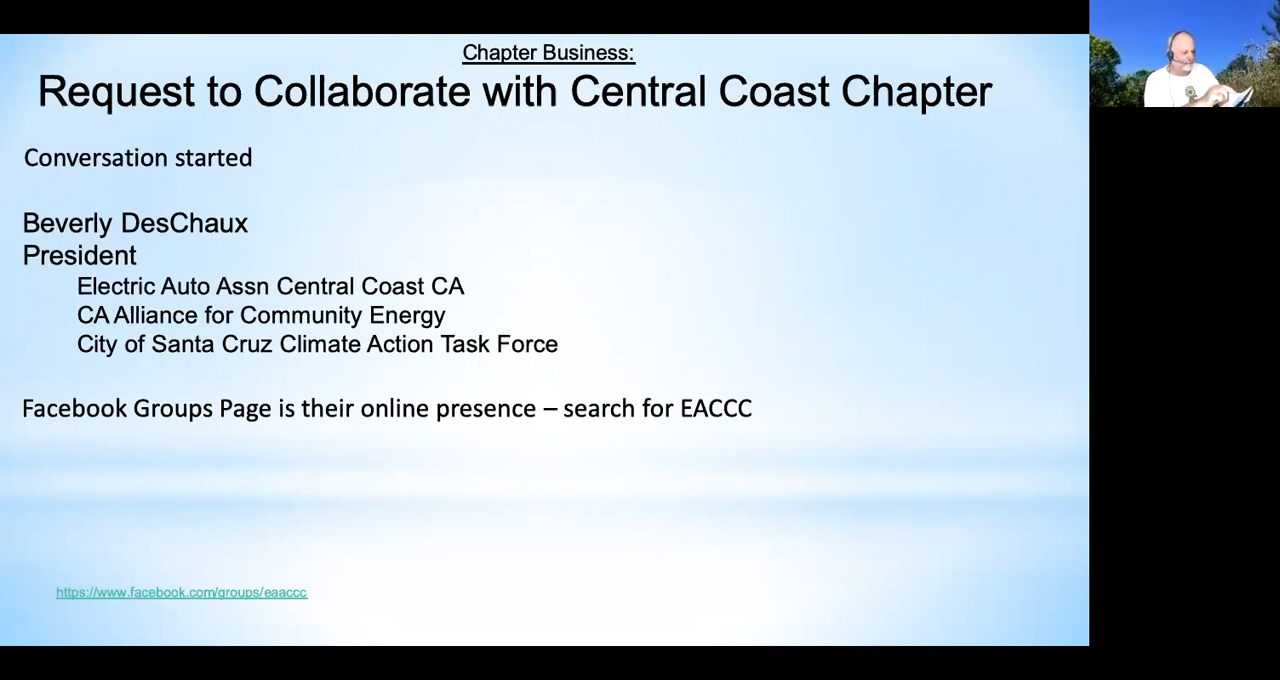 Chapter Business:
Request to Collaborate with Central Coast Chapter
Conversation started
Beverly DesChaux
President
Electric Auto Assn Central Coast CA
CA Alliance for Community Energy
City of Santa Cruz Climate Action Task Force
Facebook Groups Page is their online presence – search for EACCC
https://www.facebook.com/groups/eaaccc